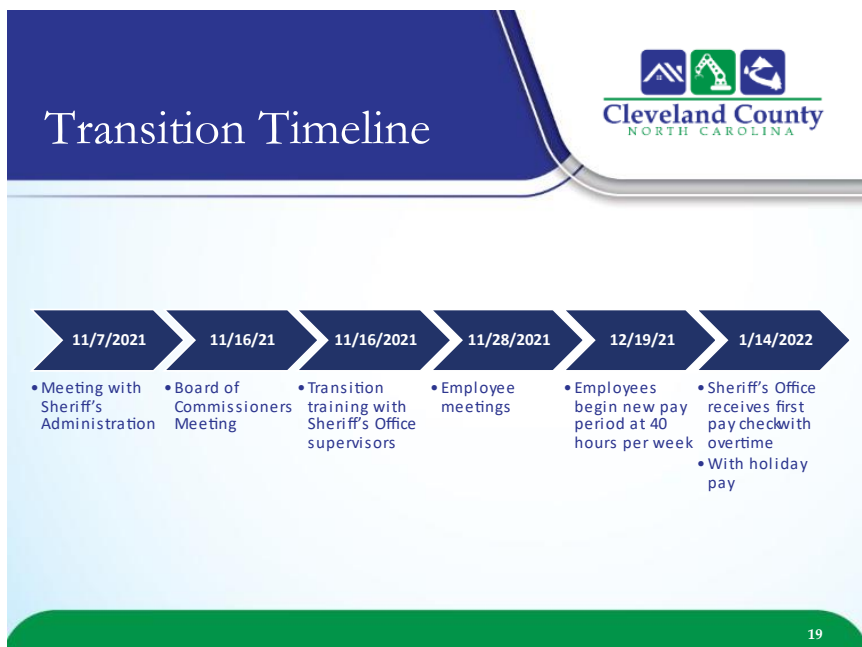 Transition Timeline
Cleveland County
NORTH CAROLINA
11/7/2021
• Meeting with
Sheriff's
Administration
11/16/21
• Board of
Commissioners
Meeting
11/16/2021
• Transition
training with
Sheriff's Office
supervisors
11/28/2021
• Employee
meetings
12/19/21
• Employees
begin new pay
period at 40
hours per week
1/14/2022
• Sheriff's Office
receives first
pay checkwith
overtime
• With holiday
pay
19